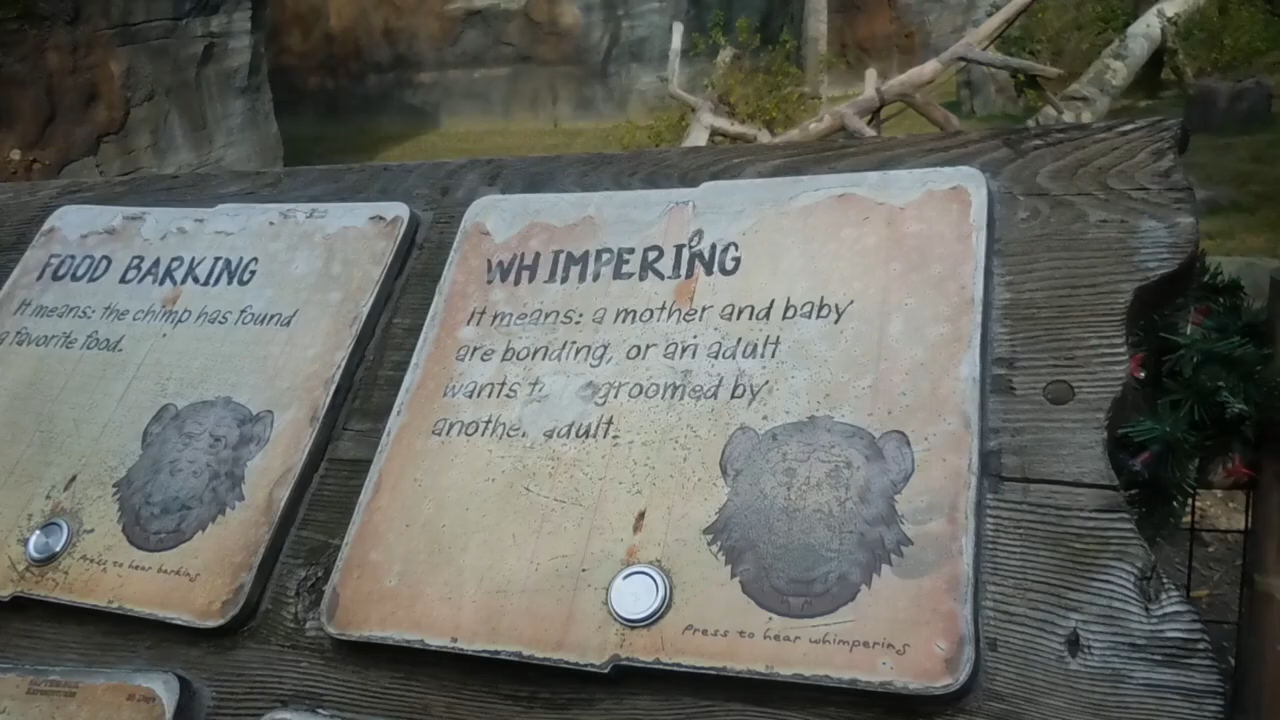 FOOD BARKING
It means: the chimp has found
a favorite food.
Press to hear barking
WHIMPERING
It means: a mother and baby
are bonding, or an adult
wants groomed by
another adult.
Press to hear whimpering